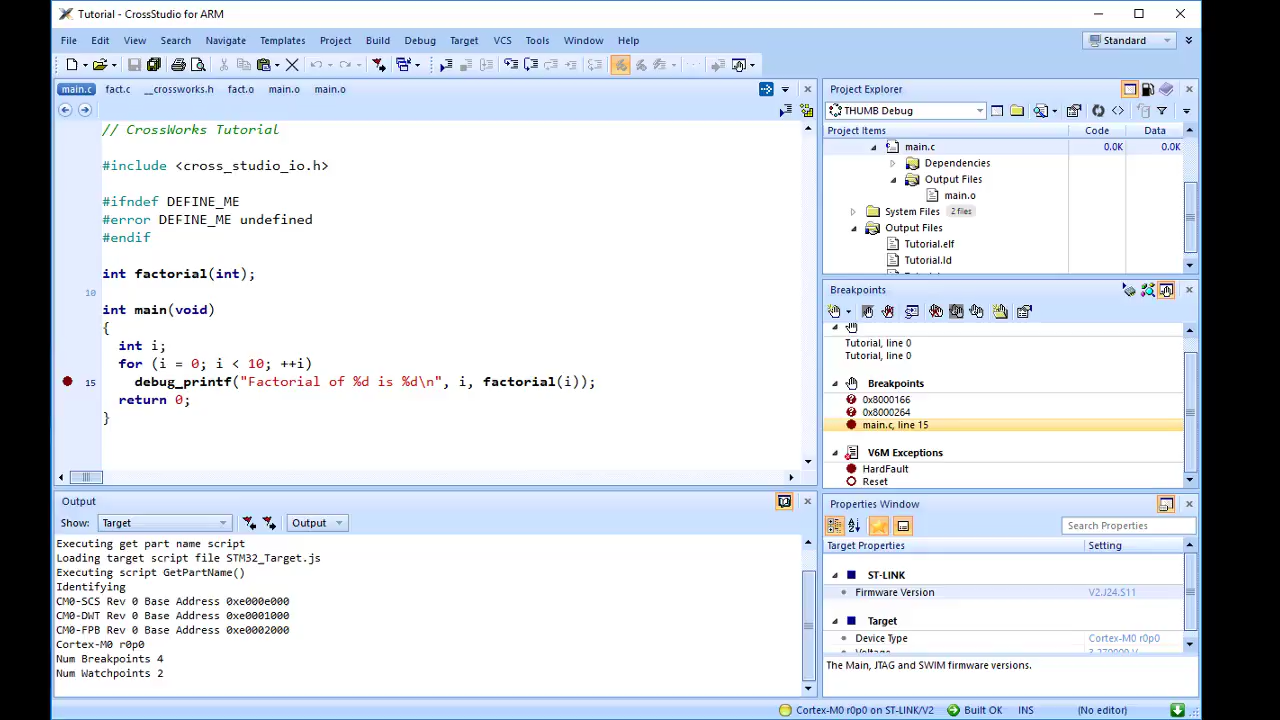 Tutorial - CrossStudio for ARM
File Edit View Search Navigate Templates Project Build Debug Target VCS Tools Window Help
Standard
main.c fact.c __crossworks.h fact.o main.o main.o
// CrossWorks Tutorial
#include <cross_studio_io.h>
#ifndef DEFINE_ME
#error DEFINE_ME undefined
#endif
int factorial(int);
10
int main(void)
{
int i;
for (i = 0; i < 10; ++i)
15 debug_printf("Factorial of %d is %d\n", i, factorial(i));
return 0;
}
Output
Show: Target Output
Executing get part name script
Loading target script file STM32_Target.js
Executing script GetPartName()
Identifying
CM0-SCS Rev 0 Base Address 0xe000e000
CM0-DWT Rev 0 Base Address 0xe0001000
CM0-FPB Rev 0 Base Address 0xe0002000
Cortex-M0 r0p0
Num Breakpoints 4
Num Watchpoints 2
Project Explorer
THUMB Debug
Project Items Code Data
main.c 0.0K 0.0K
Dependencies
Output Files
main.o
System Files 2 files
Output Files
Tutorial.elf
Tutorial.ld
Breakpoints
Tutorial, line 0
Tutorial, line 0
Breakpoints
0x8000166
0x8000264
main.c, line 15
V6M Exceptions
HardFault
Reset
Properties Window
Search Properties
Target Properties Setting
ST-LINK
Firmware Version V2.J24.S11
Target
Device Type Cortex-M0 r0p0
The Main, JTAG and SWIM firmware versions.
Cortex-M0 r0p0 on ST-LINK/V2 Built OK INS (No editor)